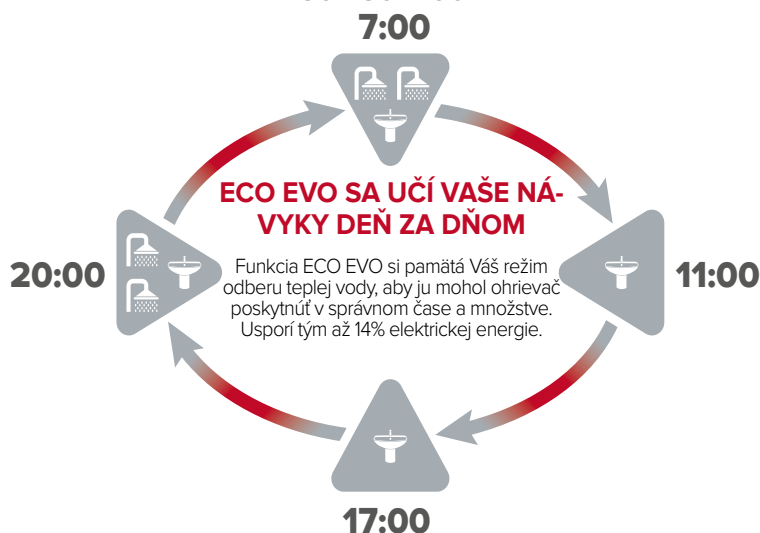 7:00
ECO EVO SA UČÍ VAŠE NÁ-
VYKY DEŇ ZA DŇOM
Funkcia ECO EVO si pamätá Váš režim
odberu teplej vody, aby ju mohol ohrievač
poskytnúť v správnom čase a množstve.
Usporí tým až 14% elektrickej energie.
20:00
11:00
17:00